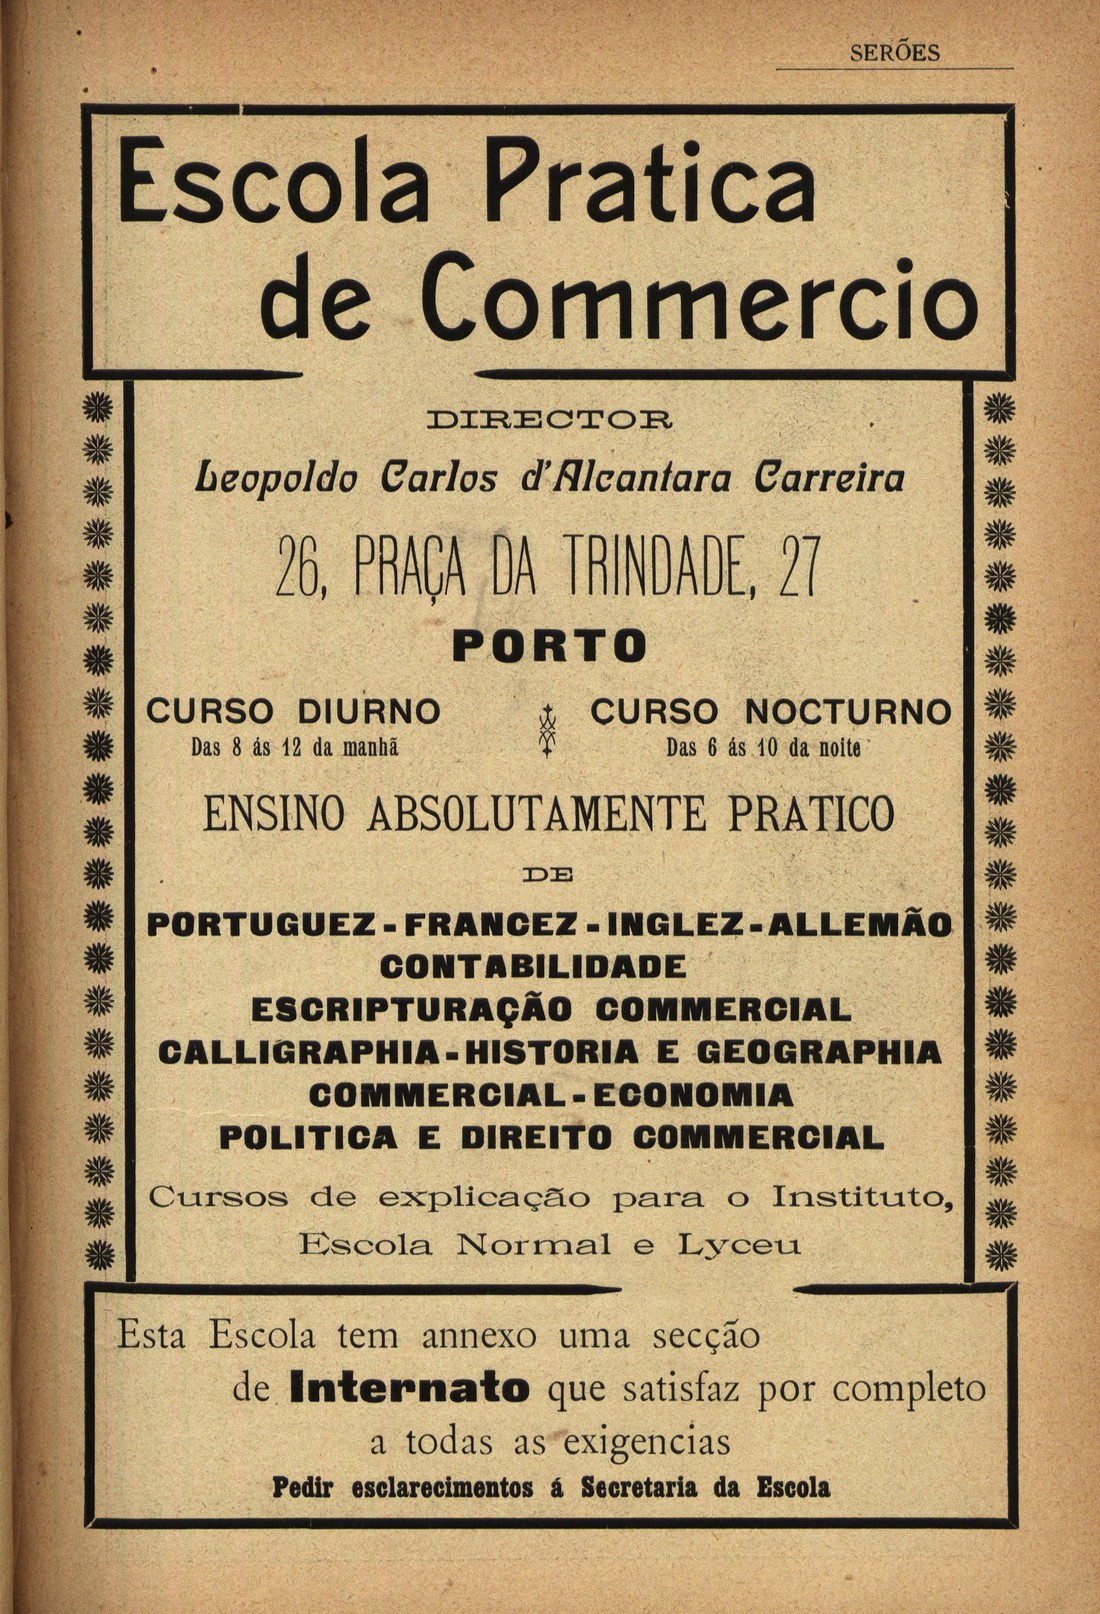 SERÕES
Escola Pratica
de Commercio
DIRECTOR
Leopoldo Carlos d'Alcantara Carreira
26, PRAÇA DA TRINDADE, 27
PORTO
CURSO DIURNO
Das 8 ás 12 da manhã
CURSO NOCTURNO
Das 6 ás 10 da noite
ENSINO ABSOLUTAMENTE PRATICO
DE
PORTUGUEZ-FRANCEZ-INGLEZ-ALLEMÃO
CONTABILIDADE
ESCRIPTURAÇÃO COMMERCIAL
CALLIGRAPHIA-HISTORIA E GEOGRAPHIA
COMMERCIAL-ECONOMIA
POLITICA E DIREITO COMMERCIAL
Cursos de explicação para o Instituto,
Escola Normal e Lyceu
Esta Escola tem annexo uma secção
de Internato que satisfaz por completo
a todas as exigencias
Pedir esclarecimentos á Secretaria da Escola